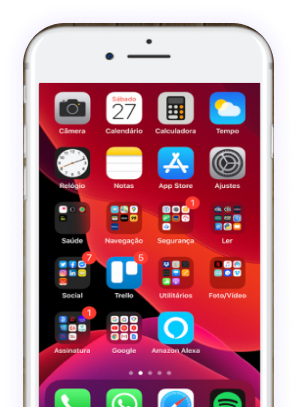 Sábado
27
Câmera
Calendário
Calculadora
Tempo
Relógio
Notas
App Store
Ajustes
1
Saúde
Navegação
Segurança
Ler
7
5
Social
Trello
Utilitários
Foto/Vídeo
1
Assinatura
Google
Amazon Alexa